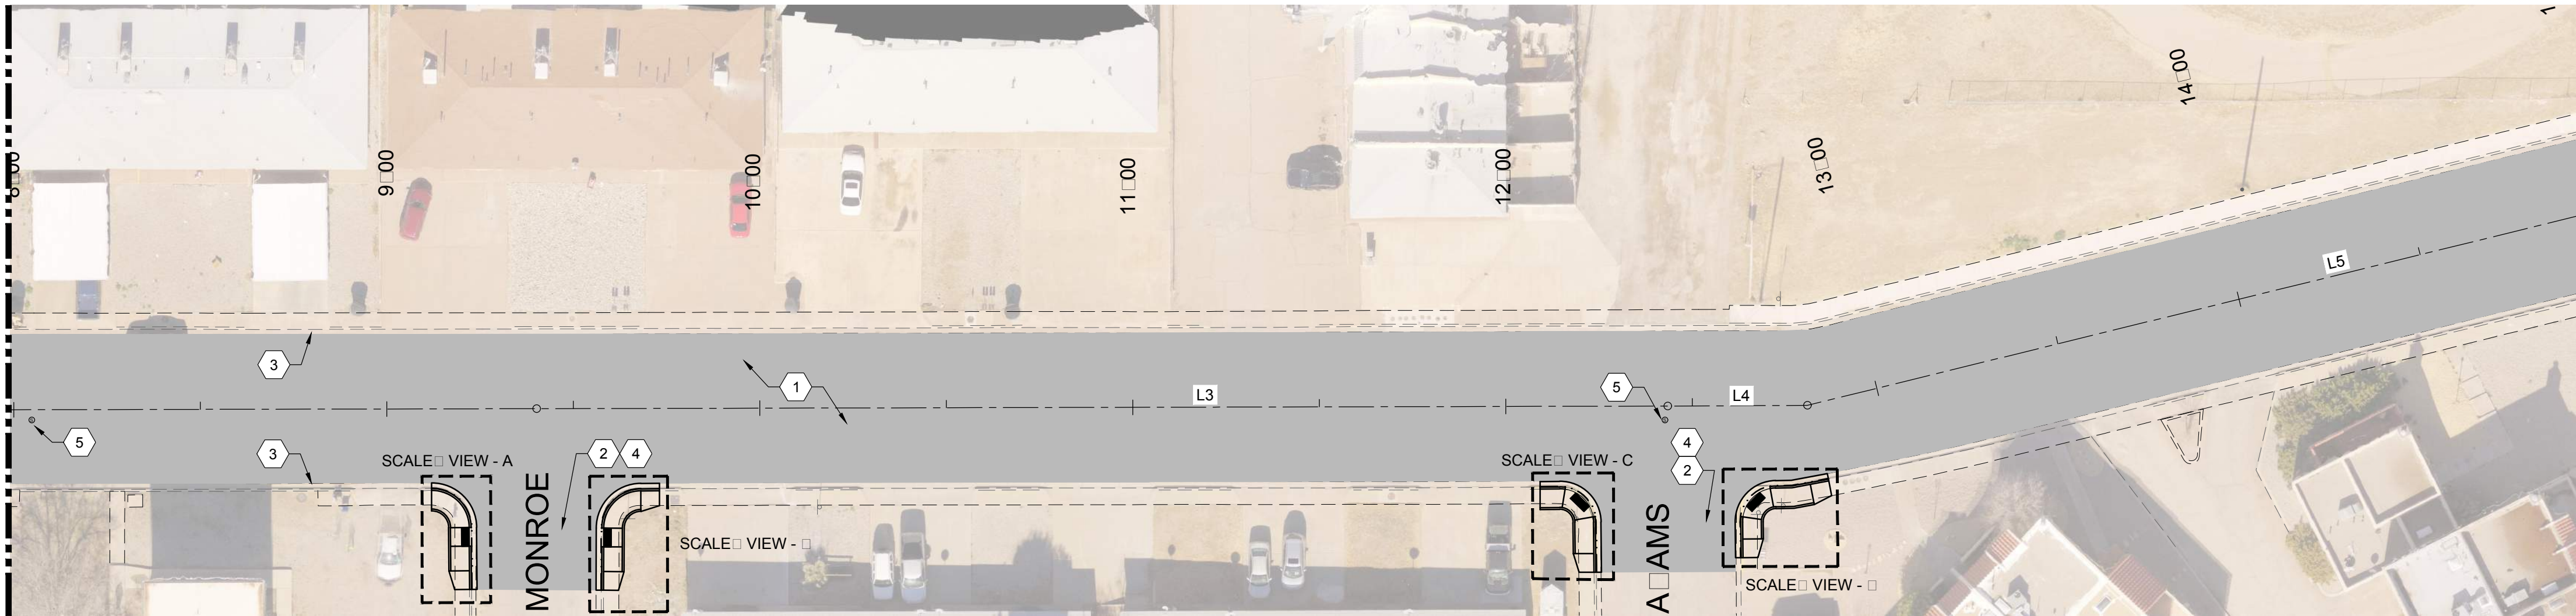 9□00
10□00
11□00
12□00
13□00
14□00
L5
3
1
L3
5
L4
5
3
SCALE□ VIEW - A
MONROE
2
4
SCALE□ VIEW - □
SCALE□ VIEW - C
4
2
A□AMS
SCALE□ VIEW - □